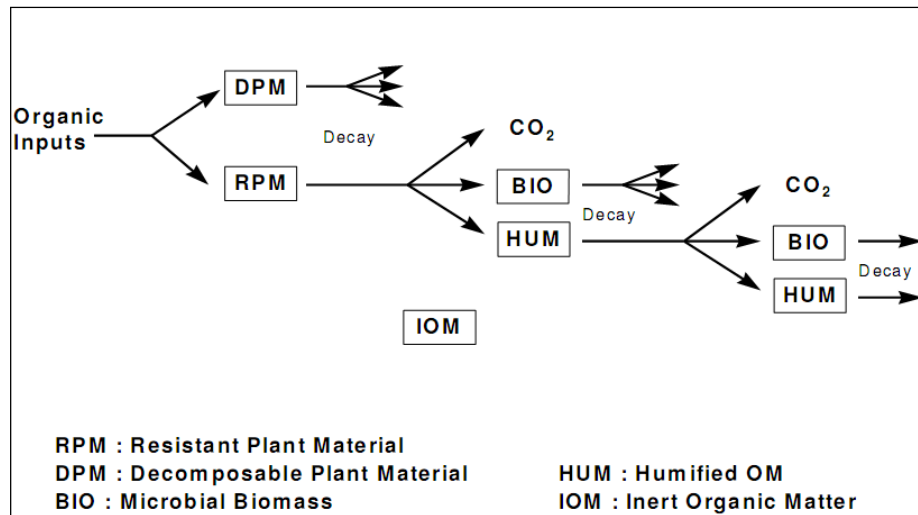 DPM
Organic
Inputs
Decay
CO2
RPM
BIO
CO2
Decay
HUM
BIO
Decay
HUM
IOM
RPM : Resistant Plant Material
DPM : Decomposable Plant Material
HUM : Humified OM
BIO : Microbial Biomass
IOM : Inert Organic Matter